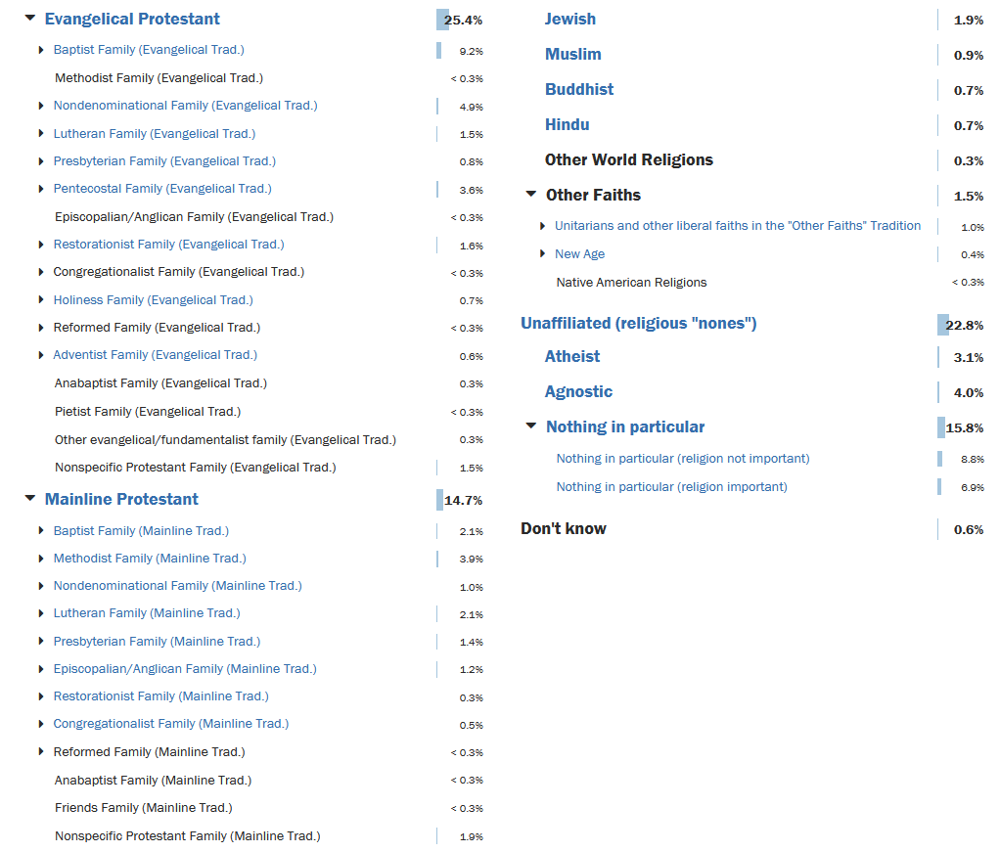 Evangelical Protestant 25.4%
Baptist Family (Evangelical Trad.) 9.2%
Methodist Family (Evangelical Trad.) < 0.3%
Nondenominational Family (Evangelical Trad.) 4.9%
Lutheran Family (Evangelical Trad.) 1.5%
Presbyterian Family (Evangelical Trad.) 0.8%
Pentecostal Family (Evangelical Trad.) 3.6%
Episcopalian/Anglican Family (Evangelical Trad.) < 0.3%
Restorationist Family (Evangelical Trad.) 1.6%
Congregationalist Family (Evangelical Trad.) < 0.3%
Holiness Family (Evangelical Trad.) 0.7%
Reformed Family (Evangelical Trad.) < 0.3%
Adventist Family (Evangelical Trad.) 0.6%
Anabaptist Family (Evangelical Trad.) 0.3%
Pietist Family (Evangelical Trad.) < 0.3%
Other evangelical/fundamentalist family (Evangelical Trad.) 0.3%
Nonspecific Protestant Family (Evangelical Trad.) 1.5%
Mainline Protestant 14.7%
Baptist Family (Mainline Trad.) 2.1%
Methodist Family (Mainline Trad.) 3.9%
Nondenominational Family (Mainline Trad.) 1.0%
Lutheran Family (Mainline Trad.) 2.1%
Presbyterian Family (Mainline Trad.) 1.4%
Episcopalian/Anglican Family (Mainline Trad.) 1.2%
Restorationist Family (Mainline Trad.) 0.3%
Congregationalist Family (Mainline Trad.) 0.5%
Reformed Family (Mainline Trad.) < 0.3%
Anabaptist Family (Mainline Trad.) < 0.3%
Friends Family (Mainline Trad.) < 0.3%
Nonspecific Protestant Family (Mainline Trad.) 1.9%
Jewish 1.9%
Muslim 0.9%
Buddhist 0.7%
Hindu 0.7%
Other World Religions 0.3%
Other Faiths 1.5%
Unitarians and other liberal faiths in the "Other Faiths" Tradition 1.0%
New Age 0.4%
Native American Religions < 0.3%
Unaffiliated (religious "nones") 22.8%
Atheist 3.1%
Agnostic 4.0%
Nothing in particular 15.8%
Nothing in particular (religion not important) 8.8%
Nothing in particular (religion important) 6.9%
Don't know 0.6%